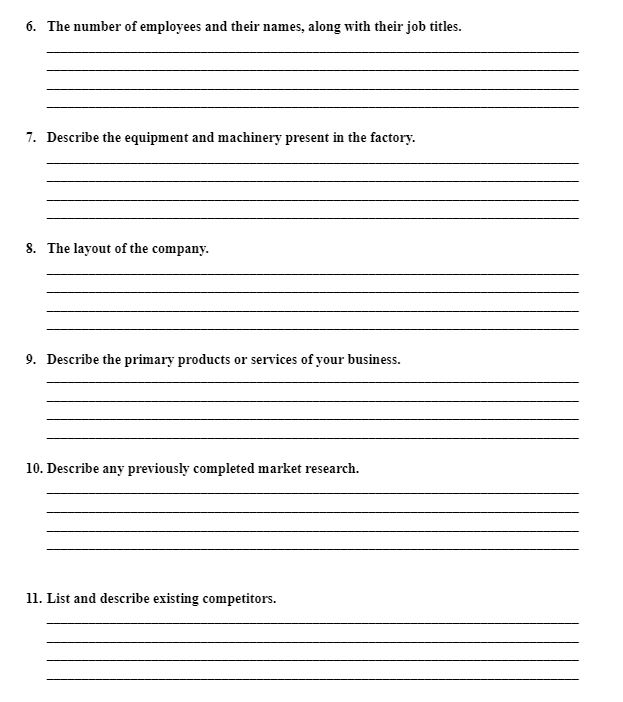 6. The number of employees and their names, along with their job titles.
7. Describe the equipment and machinery present in the factory.
8. The layout of the company.
9. Describe the primary products or services of your business.
10. Describe any previously completed market research.
11. List and describe existing competitors.